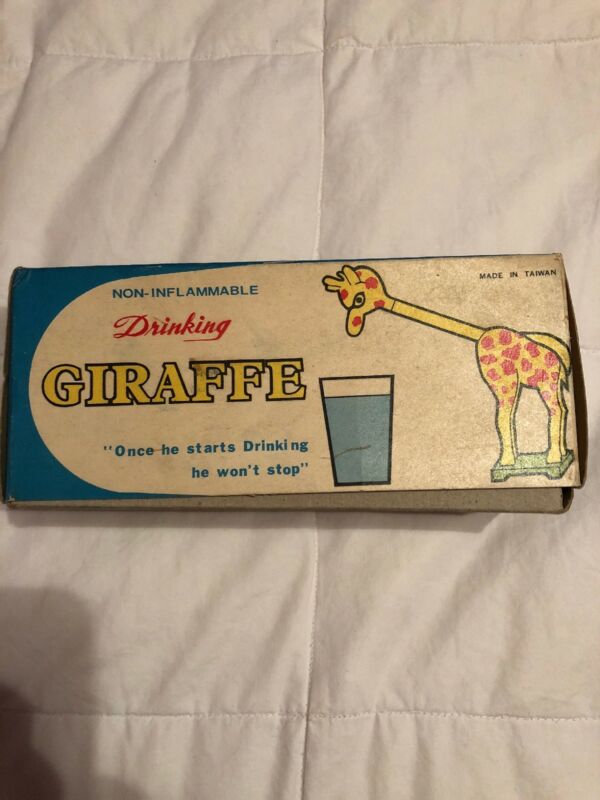 NON-INFLAMMABLE
Drinking
GIRAFFE
"Once he starts Drinking
he won't stop"
MADE IN TAIWAN